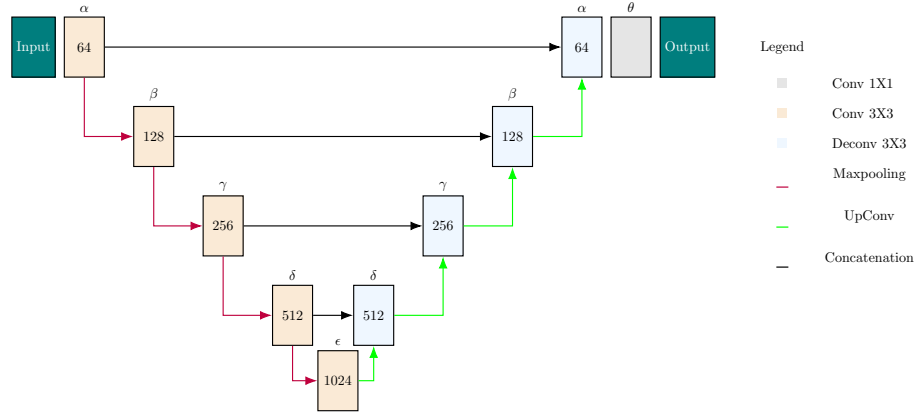 α
α
θ
Input
64
64
Output
Legend
Conv 1X1
β
β
Conv 3X3
128
128
Deconv 3X3
Maxpooling
γ
γ
UpConv
256
256
Concatenation
δ
δ
512
512
ϵ
1024